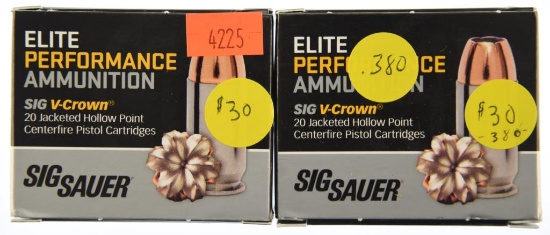 ELITE
PERFORMANCE
AMMUNITION
SIG V-Crown®
20 Jacketed Hollow Point
Centerfire Pistol Cartridges
SIG SAUER®
4225
$30
ELITE
PERFORMANCE
AMMUNITION
SIG V-Crown®
20 Jacketed Hollow Point
Centerfire Pistol Cartridges
SIG SAUER®
.380
$30
-380-